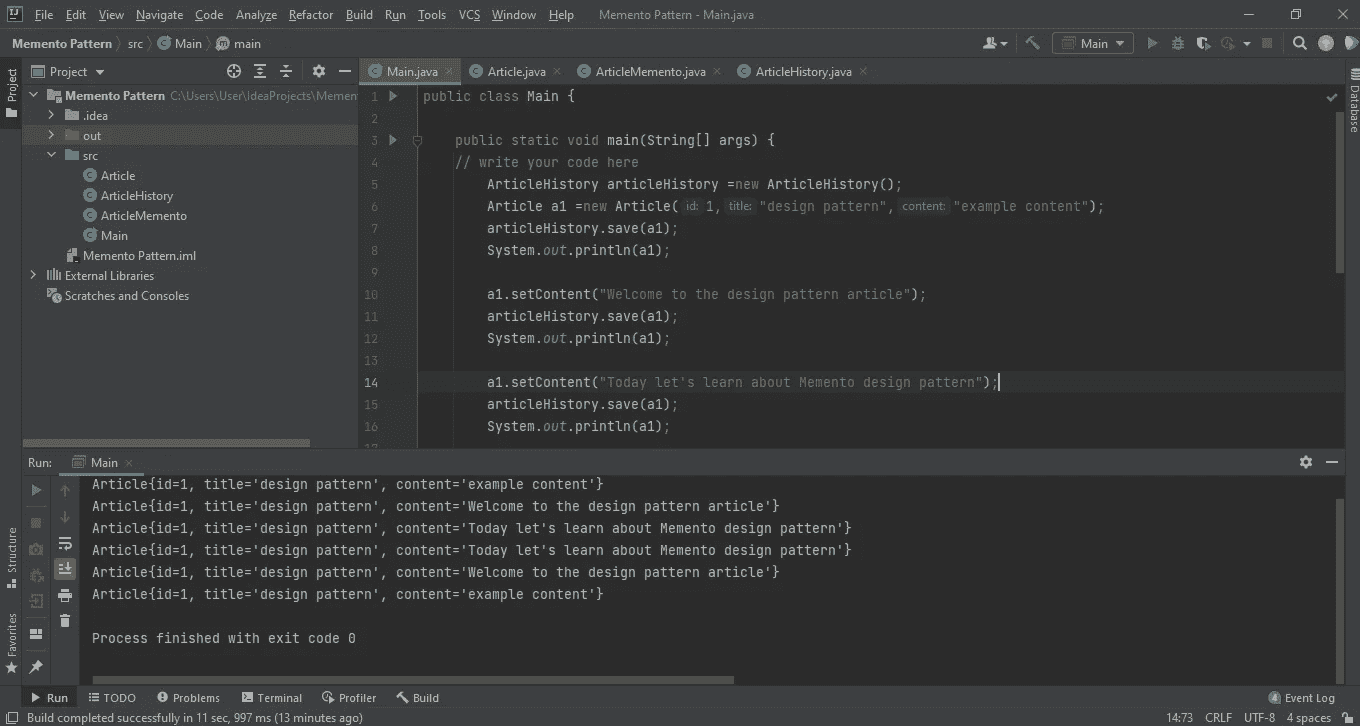 File Edit View Navigate Code Analyze Refactor Build Run Tools VCS Window Help Memento Pattern - Main.java
Memento Pattern src Main main
Main
Project
Main.java Article.java ArticleMemento.java ArticleHistory.java
Project
Database
Memento Pattern C:\Users\User\IdeaProjects\Memen
.idea
out
src
Article
ArticleHistory
ArticleMemento
Main
Memento Pattern.iml
External Libraries
Scratches and Consoles
1 public class Main {
2
3 public static void main(String[] args) {
4 // write your code here
5 ArticleHistory articleHistory =new ArticleHistory();
6 Article a1 =new Article( id: 1, title: "design pattern", content: "example content");
7 articleHistory.save(a1);
8 System.out.println(a1);
9
10 a1.setContent("Welcome to the design pattern article");
11 articleHistory.save(a1);
12 System.out.println(a1);
13
14 a1.setContent("Today let's learn about Memento design pattern");
15 articleHistory.save(a1);
16 System.out.println(a1);
17
Run: Main
Article{id=1, title='design pattern', content='example content'}
Article{id=1, title='design pattern', content='Welcome to the design pattern article'}
Article{id=1, title='design pattern', content='Today let's learn about Memento design pattern'}
Article{id=1, title='design pattern', content='Today let's learn about Memento design pattern'}
Article{id=1, title='design pattern', content='Welcome to the design pattern article'}
Article{id=1, title='design pattern', content='example content'}
Process finished with exit code 0
Structure
Favorites
Run TODO Problems Terminal Profiler Build 4 Event Log
Build completed successfully in 11 sec, 997 ms (13 minutes ago) 14:73 CRLF UTF-8 4 spaces